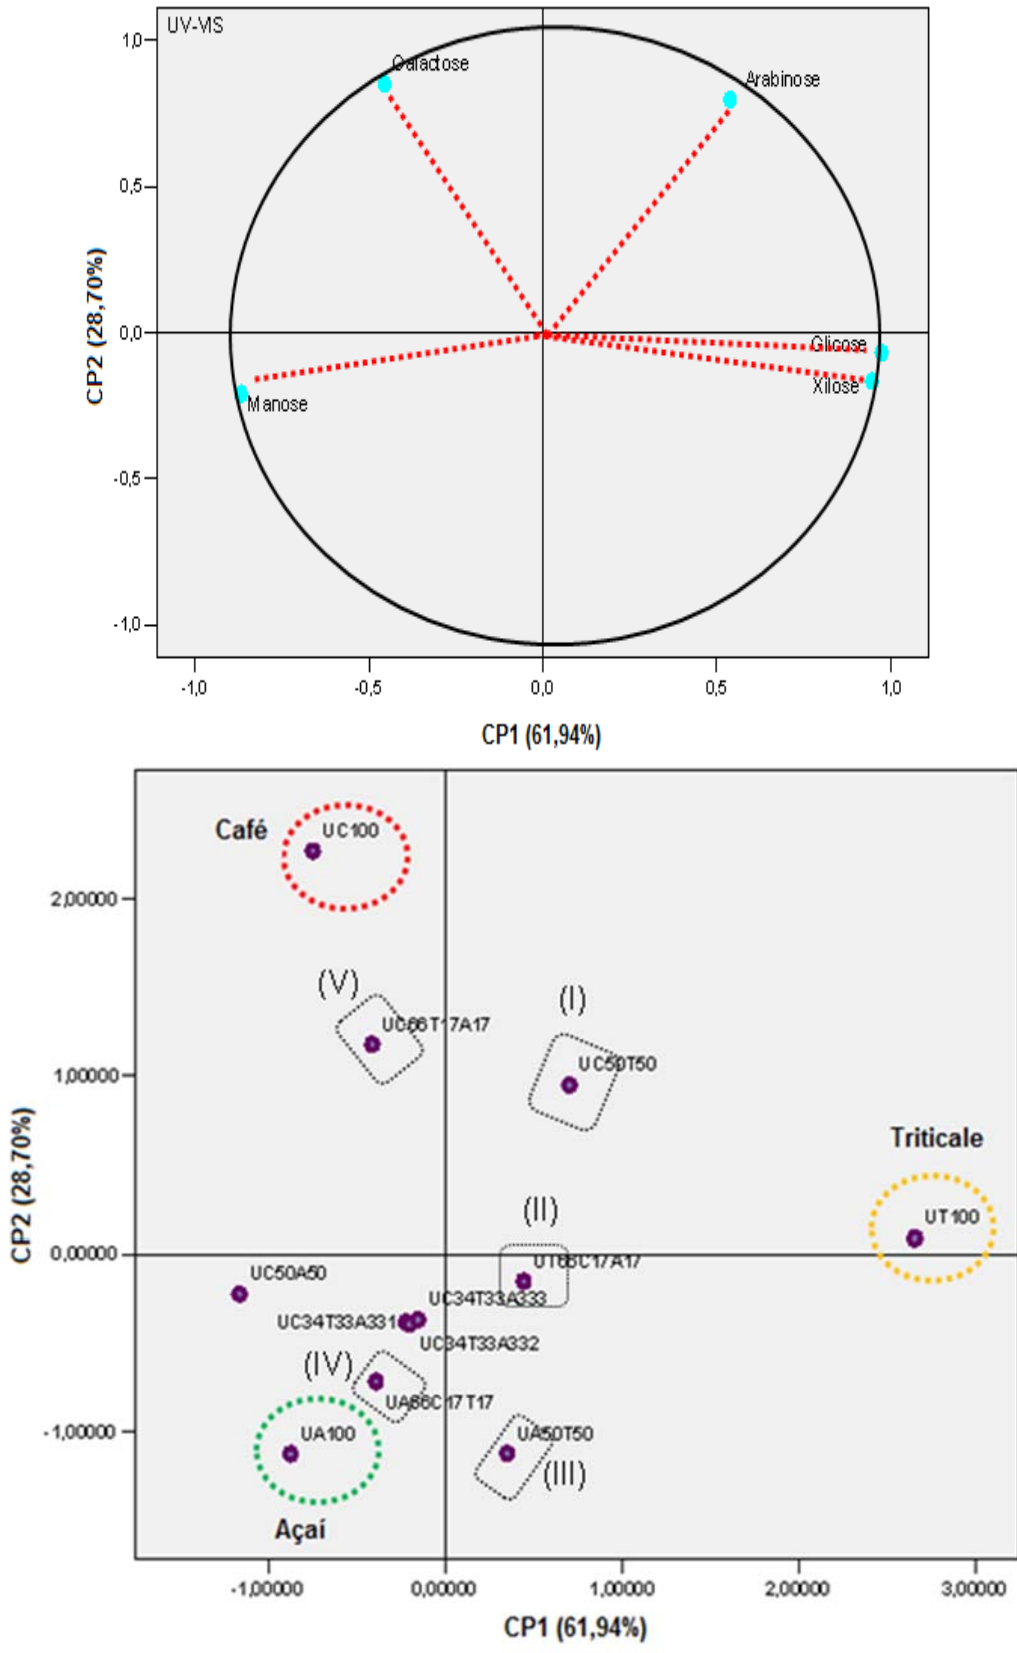 UV-VIS
1,0
Galactose
Arabinose
0,5
CP2 (28,70%)
0,0
Glicose
Xilose
Manose
-0,5
-1,0
-1,0 -0,5 0,0 0,5 1,0
CP1 (61,94%)
Café
UC100
2,00000
(V)
(I)
UC66T17A17
UC50T50
1,00000
Triticale
CP2 (28,70%)
(II)
UT100
0,00000
UT66C17A17
UC50A50
UC34T33A333
UC34T33A331
UC34T33A332
(IV)
UA66C17T17
-1,00000
UA100
UA50T50
(III)
Açaí
-1,00000 0,00000 1,00000 2,00000 3,00000
CP1 (61,94%)